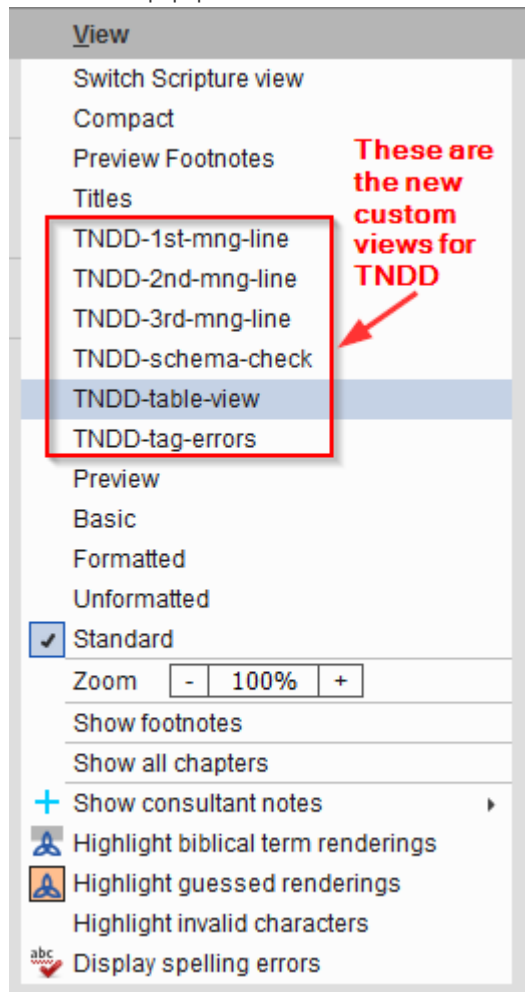 View
Switch Scripture view
Compact
Preview Footnotes
Titles
These are
the new
custom
views for
TNDD
TNDD-1st-mng-line
TNDD-2nd-mng-line
TNDD-3rd-mng-line
TNDD-schema-check
TNDD-table-view
TNDD-tag-errors
Preview
Basic
Formatted
Unformatted
Standard
Zoom - 100% +
Show footnotes
Show all chapters
Show consultant notes
Highlight biblical term renderings
Highlight guessed renderings
Highlight invalid characters
abc Display spelling errors